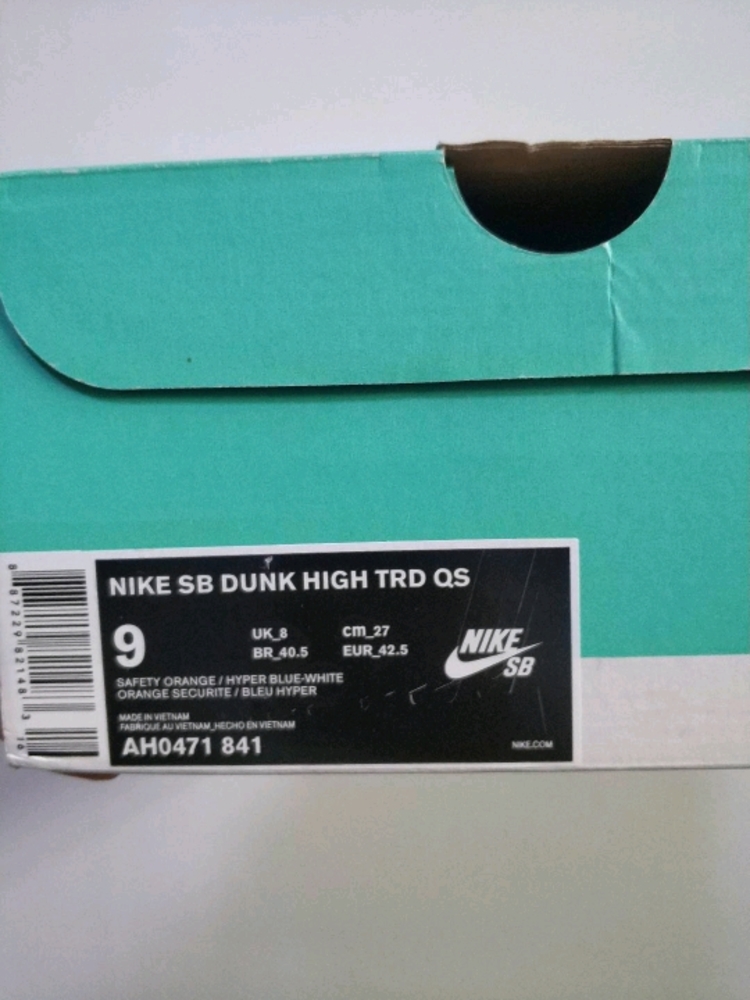 NIKE SB DUNK HIGH TRD QS
9
UK_8 cm_27
BR_40.5 EUR_42.5
NIKE
SB
SAFETY ORANGE / HYPER BLUE-WHITE
ORANGE SECURITE / BLEU HYPER
MADE IN VIETNAM
FABRIQUE AU VIETNAM_HECHO EN VIETNAM
AH0471 841
NIKE.COM